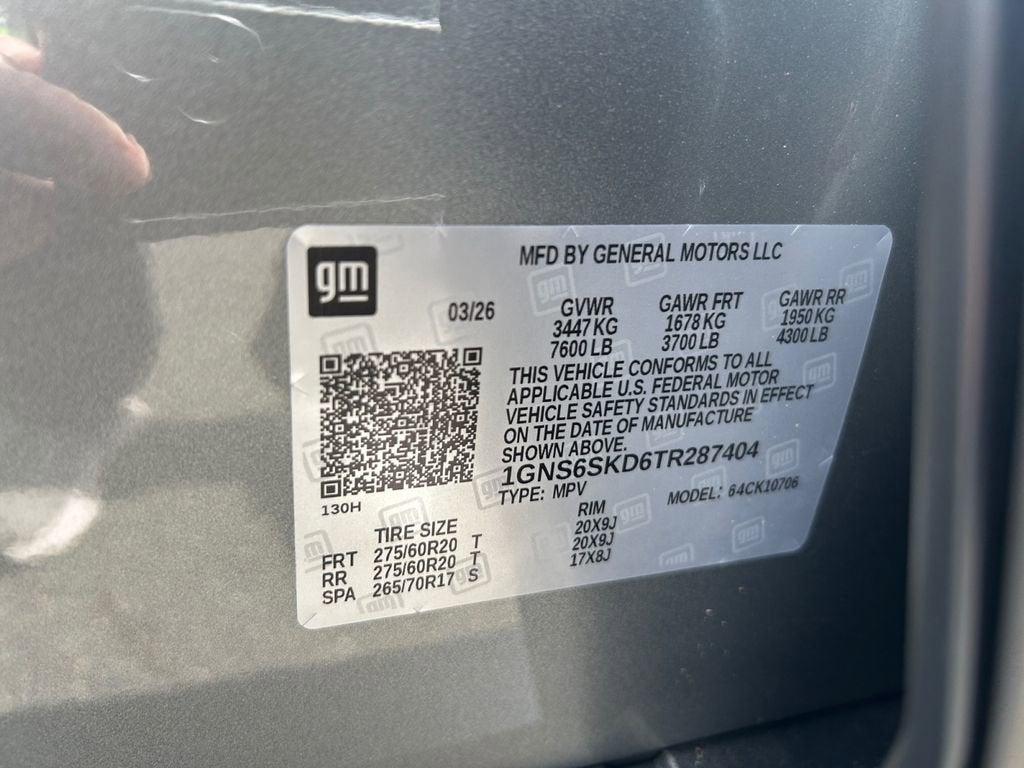 gm
MFD BY GENERAL MOTORS LLC
03/26
GVWR GAWR FRT GAWR RR
3447 KG 1678 KG 1950 KG
7600 LB 3700 LB 4300 LB
THIS VEHICLE CONFORMS TO ALL
APPLICABLE U.S. FEDERAL MOTOR
VEHICLE SAFETY STANDARDS IN EFFECT
ON THE DATE OF MANUFACTURE
SHOWN ABOVE.
1GNS6SKD6TR287404
TYPE: MPV MODEL: 64CK10706
130H
TIRE SIZE RIM
FRT 275/60R20 T 20X9J
RR 275/60R20 T 20X9J
SPA 265/70R17 S 17X8J